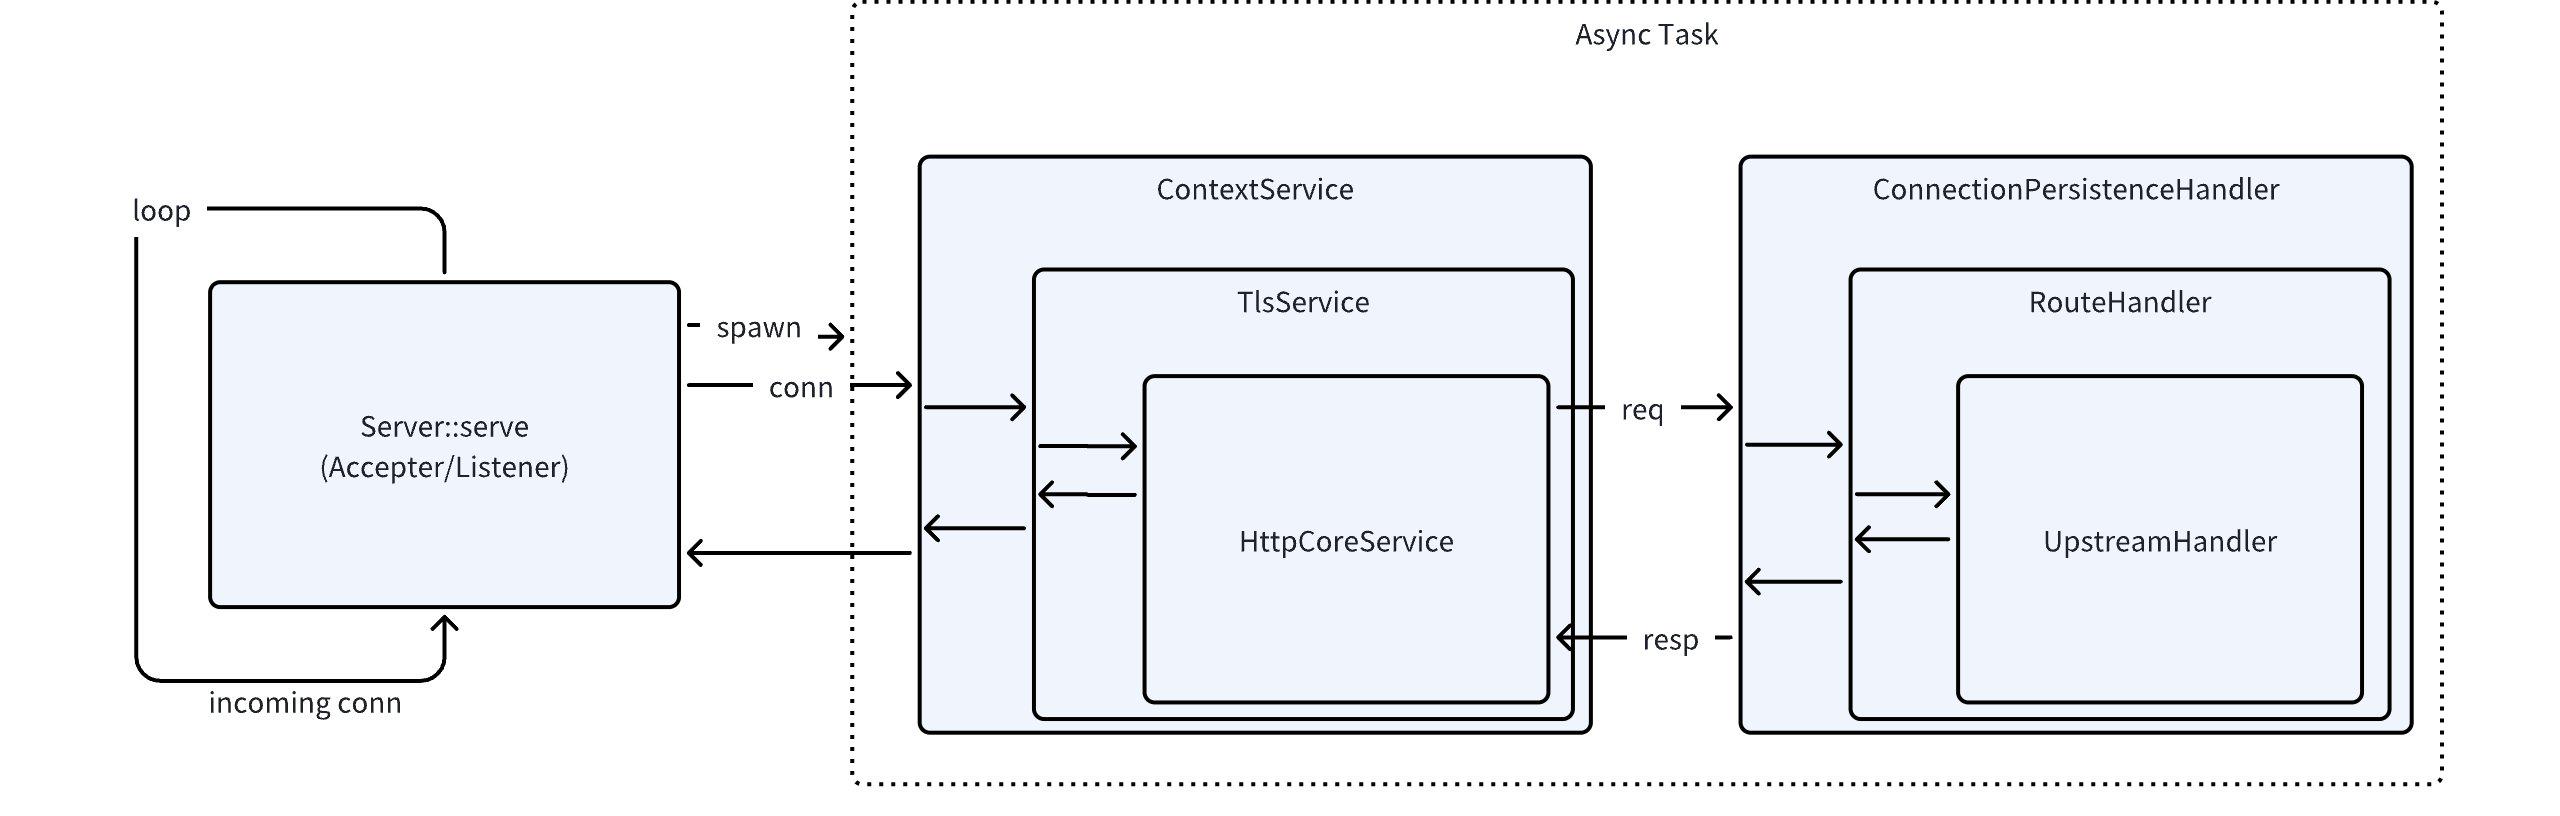 Async Task
loop
Server::serve
(Accepter/Listener)
incoming conn
spawn
conn
ContextService
TlsService
HttpCoreService
req
resp
ConnectionPersistenceHandler
RouteHandler
UpstreamHandler